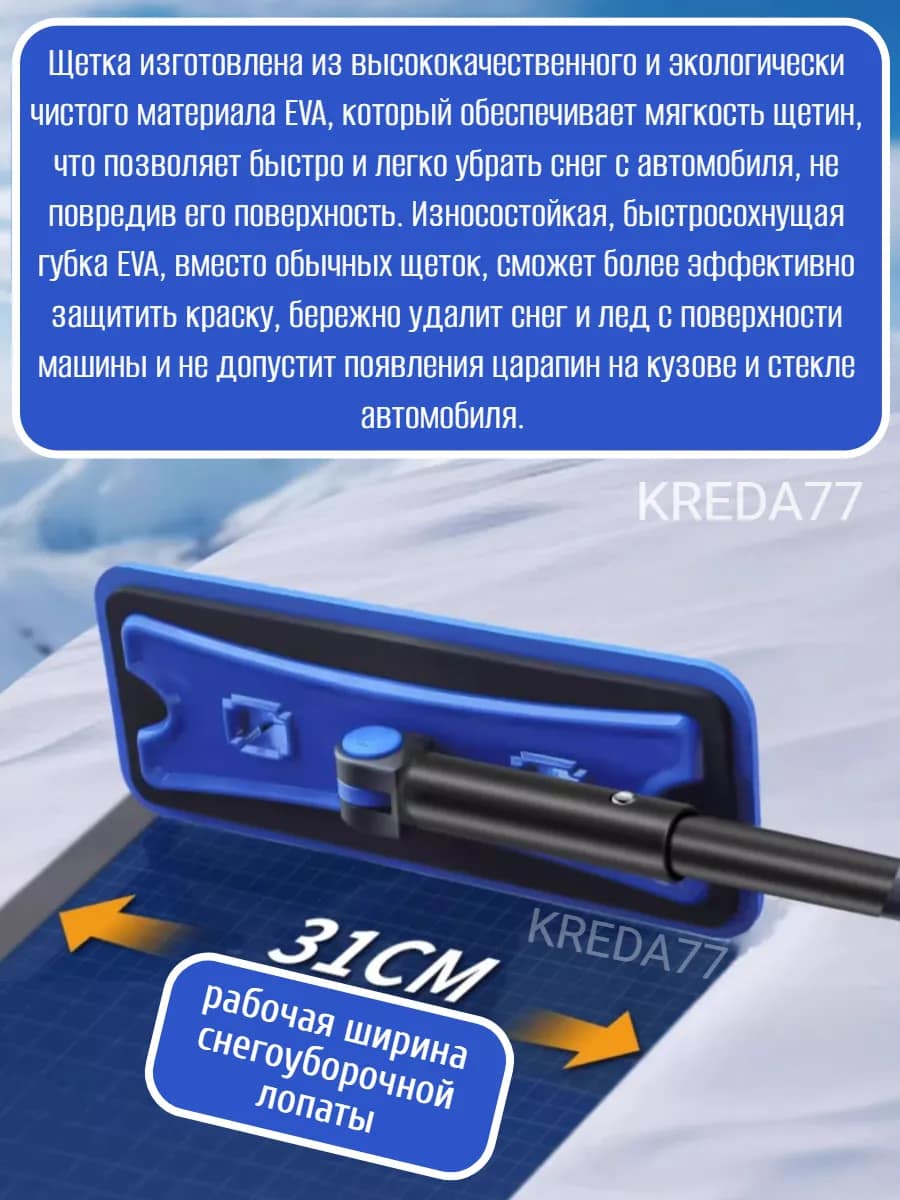 Щетка изготовлена из высококачественного и экологически
чистого материала EVA, который обеспечивает мягкость щетин,
что позволяет быстро и легко убрать снег с автомобиля, не
повредив его поверхность. Износостойкая, быстросохнущая
губка EVA, вместо обычных щеток, сможет более эффективно
защитить краску, бережно удалит снег и лед с поверхности
машины и не допустит появления царапин на кузове и стекле
автомобиля.
KREDA77
KREDA77
31СМ
рабочая ширина
снегоуборочной
лопаты